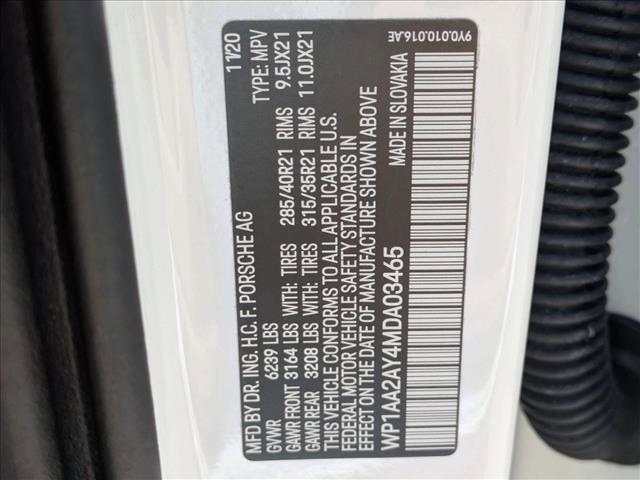 MFD BY DR. ING. H.C. F. PORSCHE AG 11/20
GVWR 6239 LBS TYPE: MPV
GAWR FRONT 3164 LBS WITH: TIRES 285/40R21 RIMS 9.5JX21
GAWR REAR 3208 LBS WITH: TIRES 315/35R21 RIMS 11.0JX21
THIS VEHICLE CONFORMS TO ALL APPLICABLE U.S.
FEDERAL MOTOR VEHICLE SAFETY STANDARDS IN
EFFECT ON THE DATE OF MANUFACTURE SHOWN ABOVE
WP1AA2AY4MDA03465 MADE IN SLOVAKIA
9Y0.010.016.AE